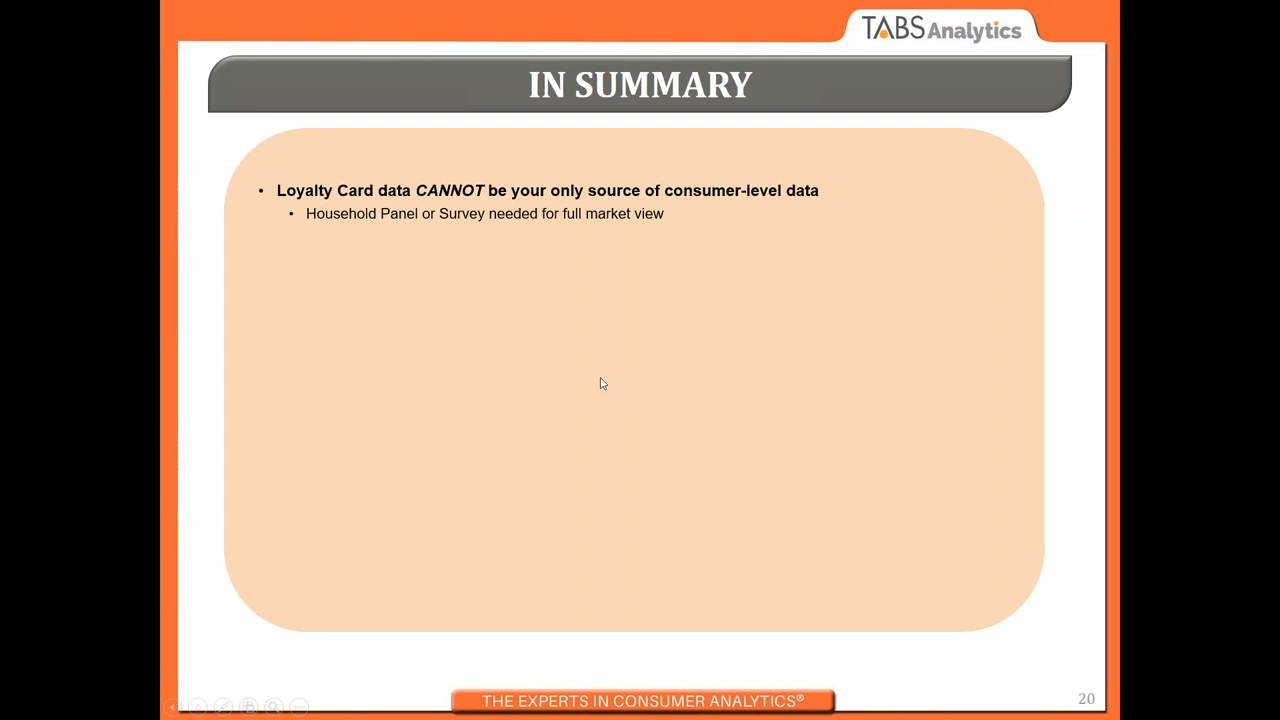 TABS Analytics
IN SUMMARY
• Loyalty Card data CANNOT be your only source of consumer-level data
• Household Panel or Survey needed for full market view
THE EXPERTS IN CONSUMER ANALYTICS®
20